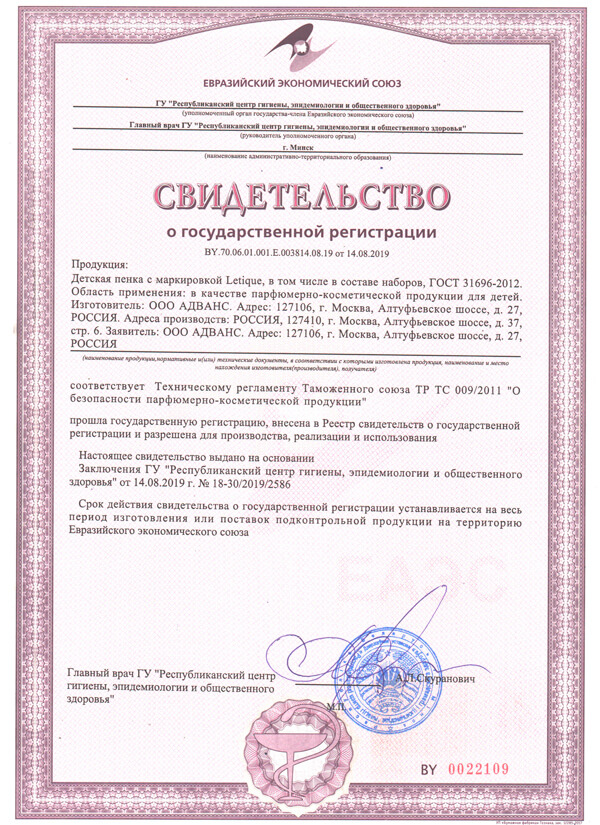 ЕВРАЗИЙСКИЙ ЭКОНОМИЧЕСКИЙ СОЮЗ
ГУ "Республиканский центр гигиены, эпидемиологии и общественного здоровья"
(уполномоченный орган государства-члена Евразийского экономического союза)
Главный врач ГУ "Республиканский центр гигиены, эпидемиологии и общественного здоровья"
(руководитель уполномоченного органа)
г. Минск
(наименование административно-территориального образования)
СВИДЕТЕЛЬСТВО
о государственной регистрации
BY.70.06.01.001.E.003814.08.19 от 14.08.2019
Продукция:
Детская пенка с маркировкой Letique, в том числе в составе наборов, ГОСТ 31696-2012.
Область применения: в качестве парфюмерно-косметической продукции для детей.
Изготовитель: ООО АДВАНС. Адрес: 127106, г. Москва, Алтуфьевское шоссе, д. 27,
РОССИЯ. Адреса производств: РОССИЯ, 127410, г. Москва, Алтуфьевское шоссе, д. 37,
стр. 6. Заявитель: ООО АДВАНС. Адрес: 127106, г. Москва, Алтуфьевское шоссе, д. 27,
РОССИЯ
(наименование продукции,нормативные и(или) технические документы, в соответствии с которыми изготовлена продукция, наименование и место
нахождения изготовителя(производителя), получателя)
соответствует Техническому регламенту Таможенного союза ТР ТС 009/2011 "О
безопасности парфюмерно-косметической продукции"
прошла государственную регистрацию, внесена в Реестр свидетельств о государственной
регистрации и разрешена для производства, реализации и использования
Настоящее свидетельство выдано на основании
Заключения ГУ "Республиканский центр гигиены, эпидемиологии и общественного
здоровья" от 14.08.2019 г. № 18-30/2019/2586
Срок действия свидетельства о государственной регистрации устанавливается на весь
период изготовления или поставок подконтрольной продукции на территорию
Евразийского экономического союза
ЕАЭС
Главный врач ГУ "Республиканский центр
гигиены, эпидемиологии и общественного
здоровья"
А.Л.Скуранович
М.П.
BY 0022109